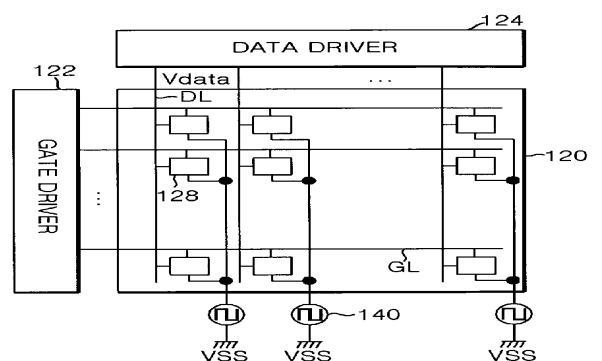 124
DATA DRIVER
122
Vdata
...
DL
GATE DRIVER
120
128
...
GL
140
VSS
VSS
VSS